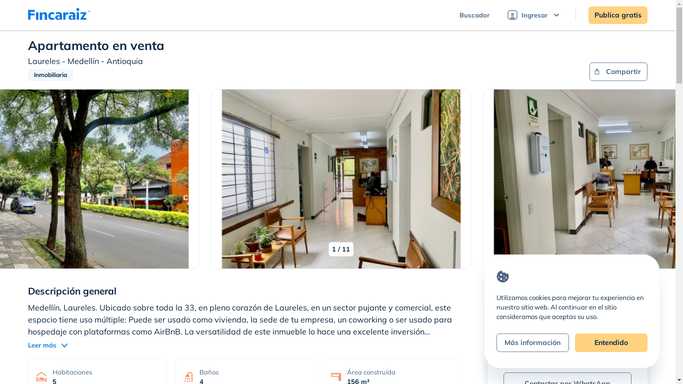 Fincaraiz
Buscador
Ingresar
Publica gratis
Apartamento en venta
Laureles - Medellín - Antioquia
Inmobiliaria
Compartir
1 / 11
Descripción general
Medellín, Laureles. Ubicado sobre toda la 33, en pleno corazón de Laureles, en un sector pujante y comercial, este
espacio tiene uso múltiple: Puede ser usado como vivienda, la sede de tu empresa, un coworking o ser usado para
hospedaje con plataformas como AirBnB. La versatilidad de este inmueble lo hace una excelente inversión...
Leer más
Habitaciones
5
Baños
4
Área construida
156 m²
Utilizamos cookies para mejorar tu experiencia en
nuestro sitio web. Al continuar en el sitio
consideramos que aceptas su uso.
Más información
Entendido
Contactar por WhatsApp